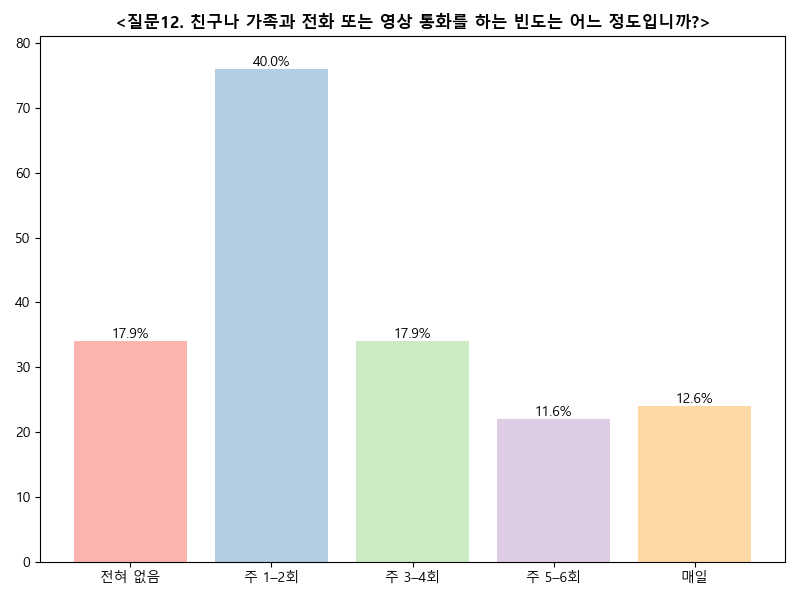 <질문12. 친구나 가족과 전화 또는 영상 통화를 하는 빈도는 어느 정도입니까?>
80
70
60
50
40
30
20
10
0
17.9%
40.0%
17.9%
11.6%
12.6%
전혀 없음
주 1–2회
주 3–4회
주 5–6회
매일